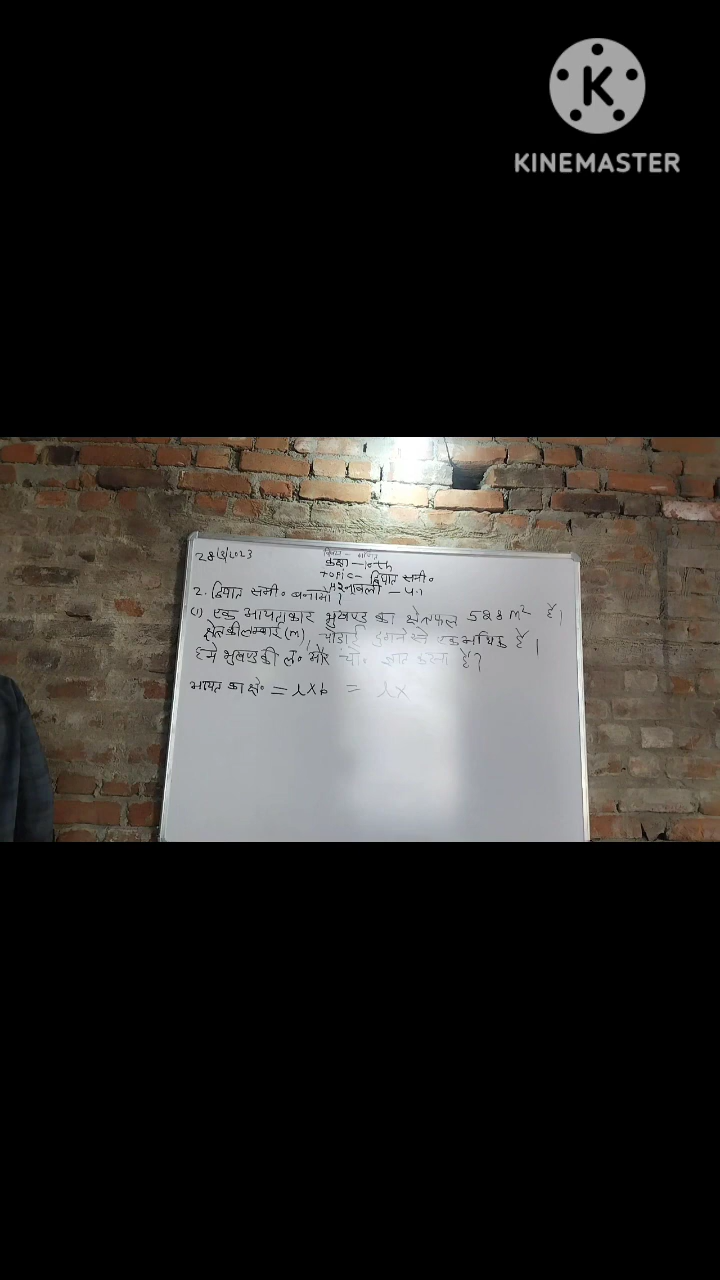 KINEMASTER
28/3/2023
विषय - गणित
कक्षा - 10th
Topic - द्विघात समी०
प्रश्नावली - 4.1
2. द्विघात समी० बनाओ ?
(i) एक आयताकार भुखण्ड का क्षेत्रफल 528 m² है।
क्षेत्र की लम्बाई (m), चौडाई दुगने से एक अधिक है।
हमे भुखण्ड की ल० और चौ० ज्ञात करना है?
आयत का क्षे० = l×b = l×